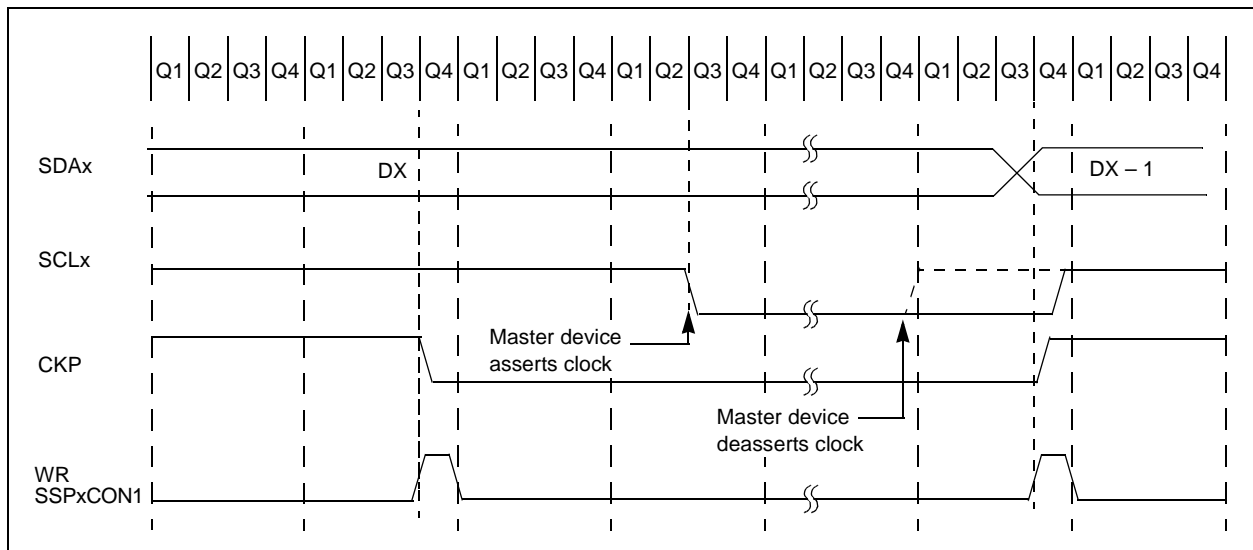 Q1 Q2 Q3 Q4 Q1 Q2 Q3 Q4 Q1 Q2 Q3 Q4 Q1 Q2 Q3 Q4 Q1 Q2 Q3 Q4 Q1 Q2 Q3 Q4 Q1 Q2 Q3 Q4
SDAx
DX
DX – 1
SCLx
Master device
asserts clock
CKP
Master device
deasserts clock
WR
SSPxCON1